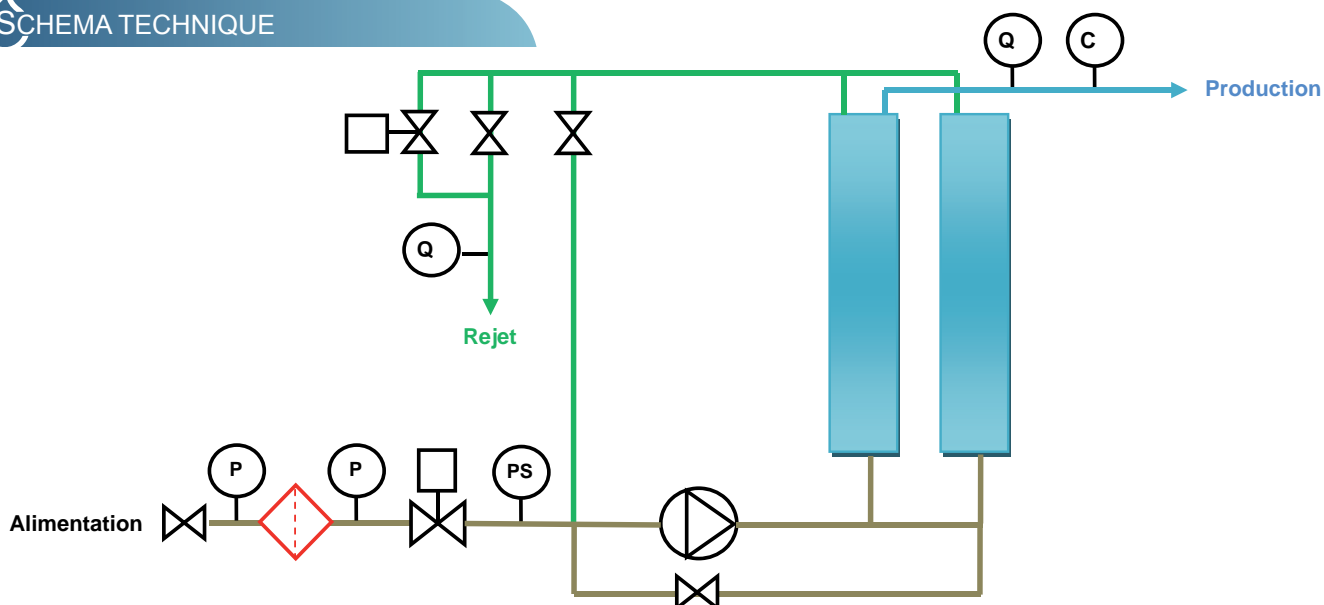 SCHEMA TECHNIQUE
Q
C
Production
Q
Rejet
P
P
PS
Alimentation